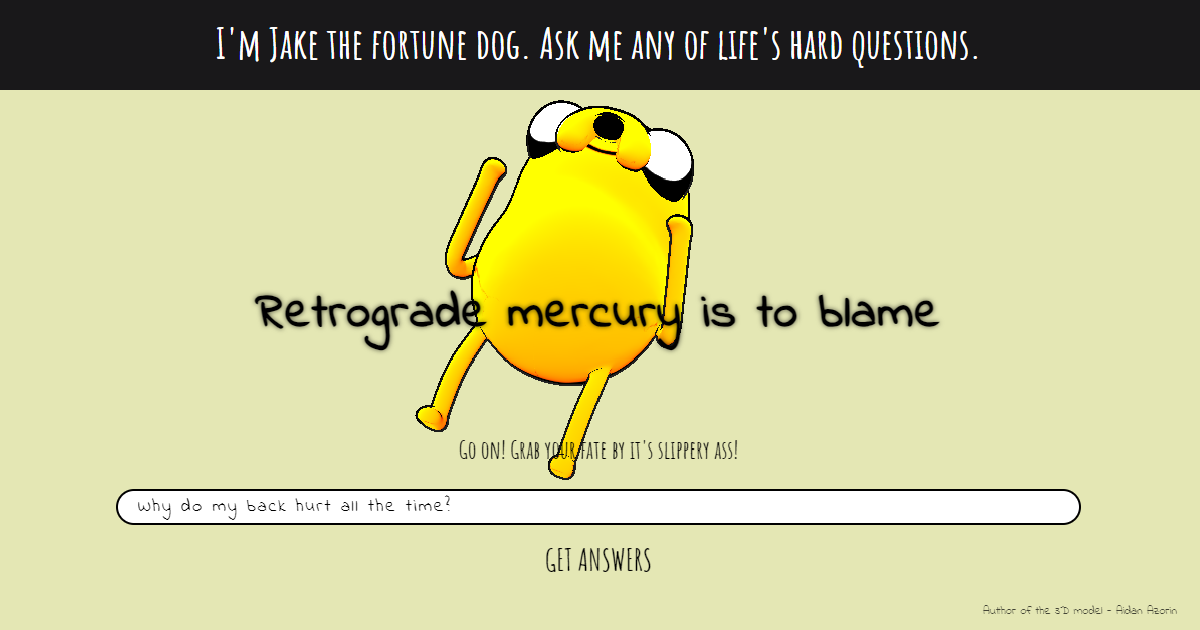 I'm Jake the fortune dog. Ask me any of life's hard questions.
Retrograde mercury is to blame
Go on! Grab your fate by it's slippery ass!
Why do my back hurt all the time?
GET ANSWERS
Author of the 3D model - Aidan Azorin